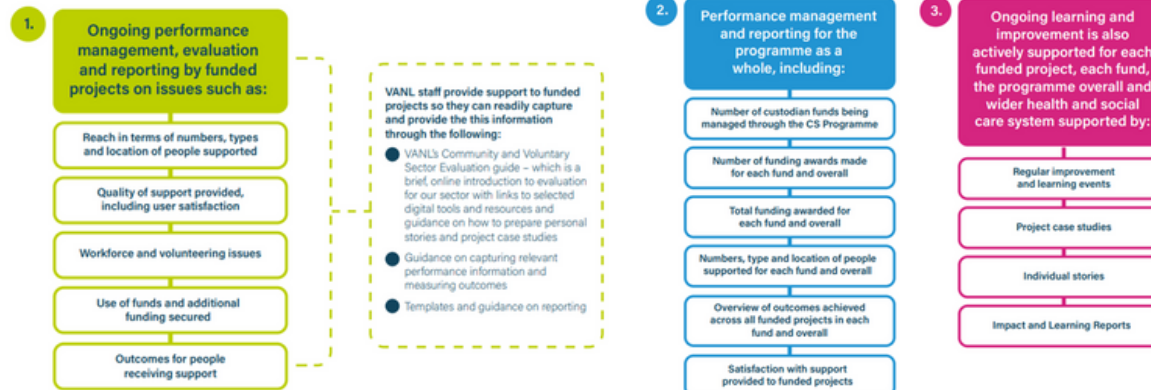 1.
Ongoing performance
management, evaluation
and reporting by funded
projects on issues such as:
Reach in terms of numbers, types
and location of people supported
Quality of support provided,
including user satisfaction
Workforce and volunteering issues
Use of funds and additional
funding secured
Outcomes for people
receiving support
VANL staff provide support to funded
projects so they can readily capture
and provide the this information
through the following:
VANL's Community and Voluntary
Sector Evaluation guide – which is a
brief, online introduction to evaluation
for our sector with links to selected
digital tools and resources and
guidance on how to prepare personal
stories and project case studies
Guidance on capturing relevant
performance information and
measuring outcomes
Templates and guidance on reporting
2.
Performance management
and reporting for the
programme as a
whole, including:
Number of custodian funds being
managed through the CS Programme
Number of funding awards made
for each fund and overall
Total funding awarded for
each fund and overall
Numbers, type and location of people
supported for each fund and overall
Overview of outcomes achieved
across all funded projects in each
fund and overall
Satisfaction with support
provided to funded projects
3.
Ongoing learning and
improvement is also
actively supported for each
funded project, each fund,
the programme overall and
wider health and social
care system supported by:
Regular improvement
and learning events
Project case studies
Individual stories
Impact and Learning Reports